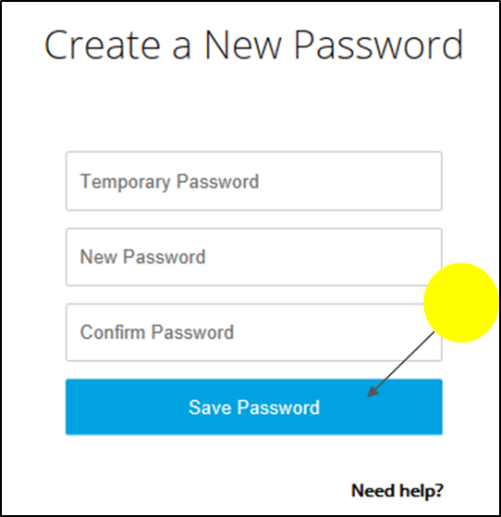 Create a New Password
Temporary Password
New Password
Confirm Password
Save Password
Need help?